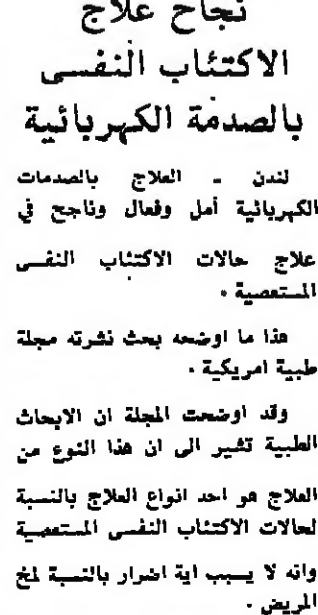 نجاح علاج
الاكتئاب النفسى
بالصدمة الكهربائية
لندن - العلاج بالصدمات
الكهربائية أمل وفعال وناجح في
علاج حالات الاكتئاب النفسى
المستعصية .
هذا ما اوضحه بحث نشرته مجلة
طبية امريكية .
وقد اوضحت المجلة ان الابحاث
الطبية تشير الى ان هذا النوع من
العلاج هو احد انواع العلاج بالنسبة
لحالات الاكتئاب النفسى المستعصية
وانه لا يسبب اية اضرار بالنسبة لمخ
المريض .